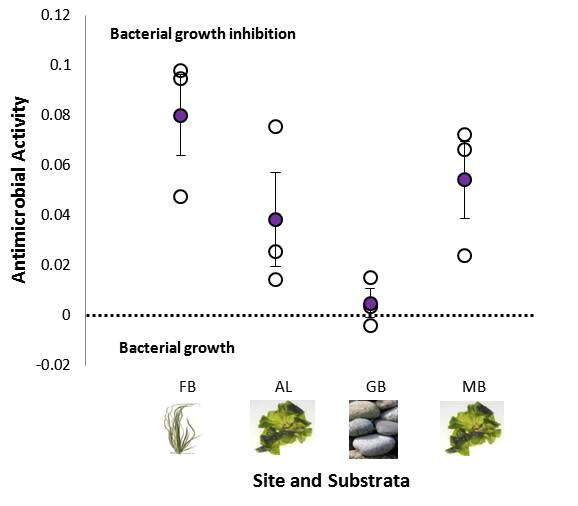 0.12
Bacterial growth inhibition
0.1
0.08
0.06
0.04
0.02
0
Bacterial growth
-0.02
Antimicrobial Activity
FB AL GB MB
Site and Substrata